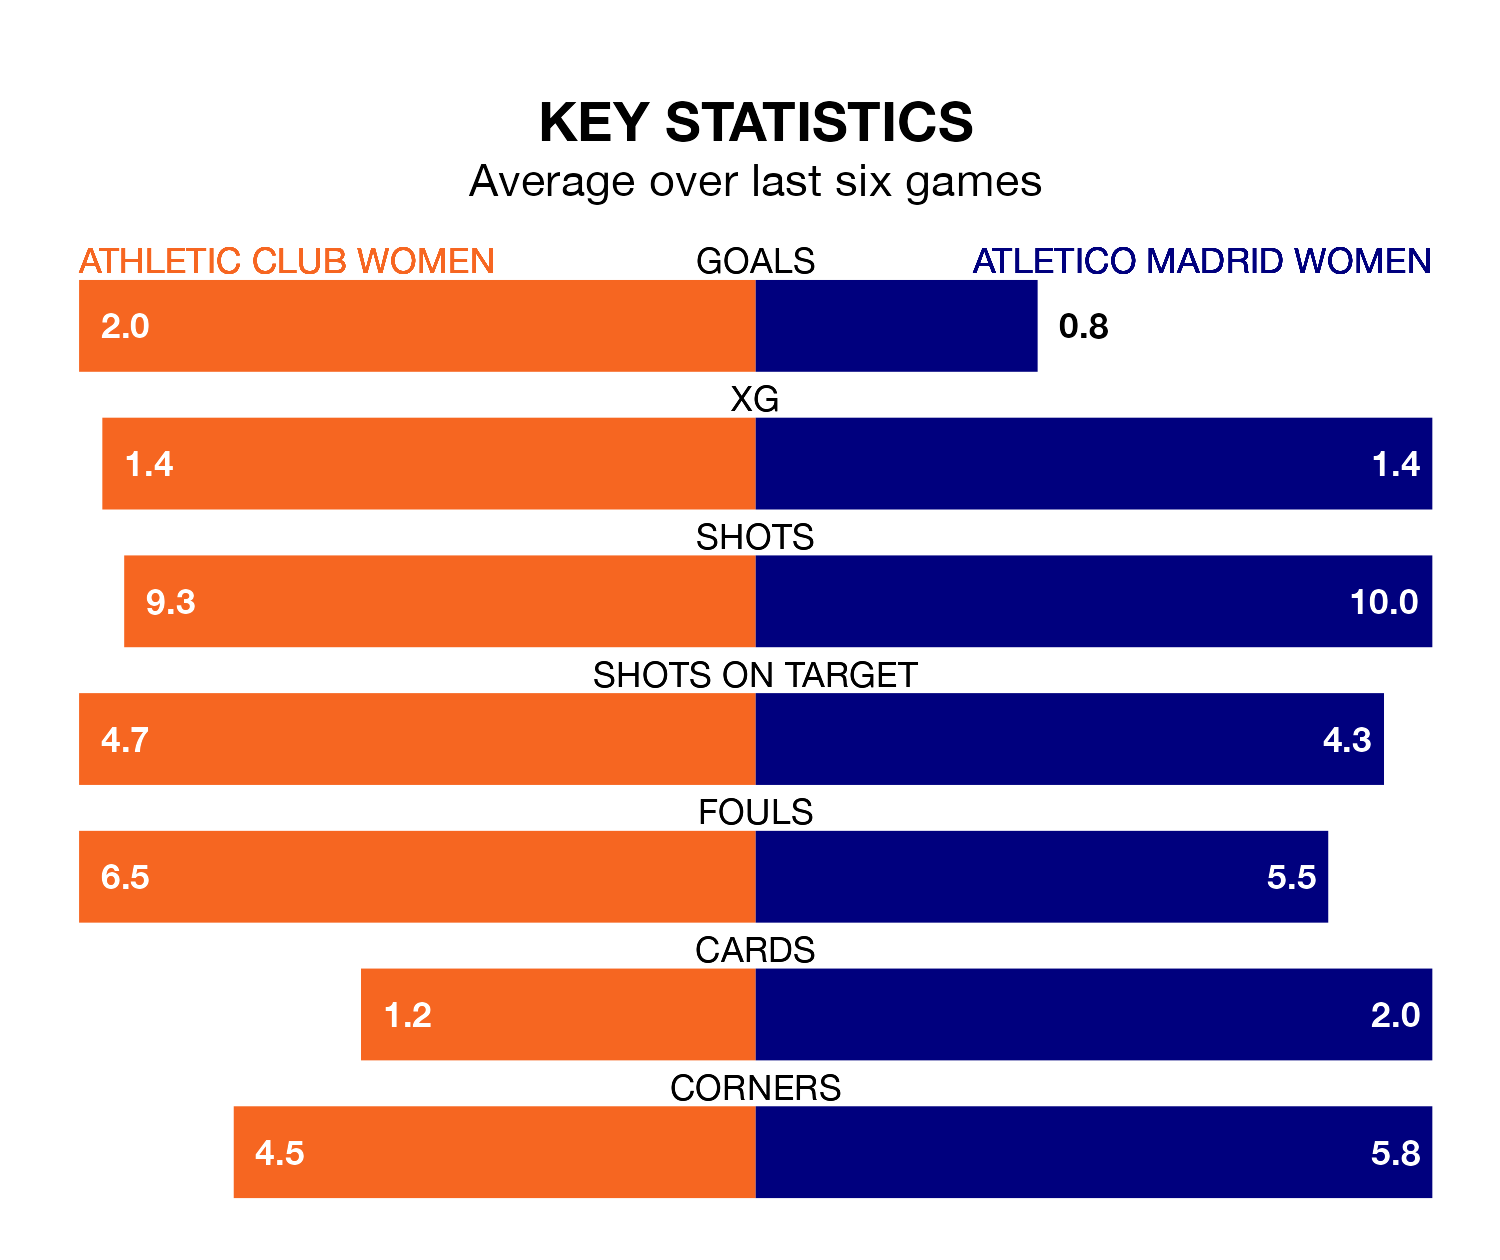 KEY STATISTICS
Average over last six games
ATHLETIC CLUB WOMEN GOALS ATLETICO MADRID WOMEN
2.0 0.8
XG
1.4 1.4
SHOTS
9.3 10.0
SHOTS ON TARGET
4.7 4.3
FOULS
6.5 5.5
CARDS
1.2 2.0
CORNERS
4.5 5.8